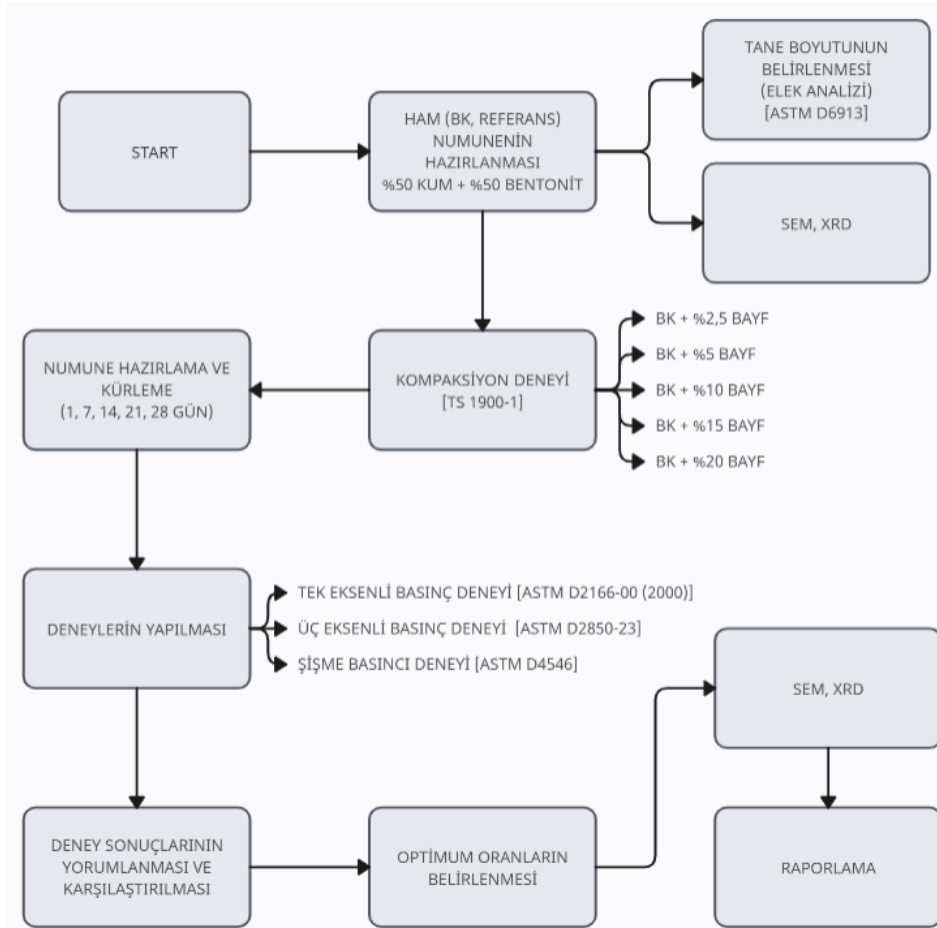 START
HAM (BK, REFERANS)
NUMUNENİN
HAZIRLANMASI
%50 KUM + %50 BENTONİT
TANE BOYUTUNUN
BELİRLENMESİ
(ELEK ANALİZİ)
[ASTM D6913]
SEM, XRD
KOMPAKSİYON DENEYİ
[TS 1900-1]
BK + %2,5 BAYF
BK + %5 BAYF
BK + %10 BAYF
BK + %15 BAYF
BK + %20 BAYF
NUMUNE HAZIRLAMA VE
KÜRLEME
(1, 7, 14, 21, 28 GÜN)
DENEYLERİN YAPILMASI
TEK EKSENLİ BASINÇ DENEYİ [ASTM D2166-00 (2000)]
ÜÇ EKSENLİ BASINÇ DENEYİ [ASTM D2850-23]
ŞİŞME BASINCI DENEYİ [ASTM D4546]
DENEY SONUÇLARININ
YORUMLANMASI VE
KARŞILAŞTIRILMASI
OPTİMUM ORANLARIN
BELİRLENMESİ
SEM, XRD
RAPORLAMA